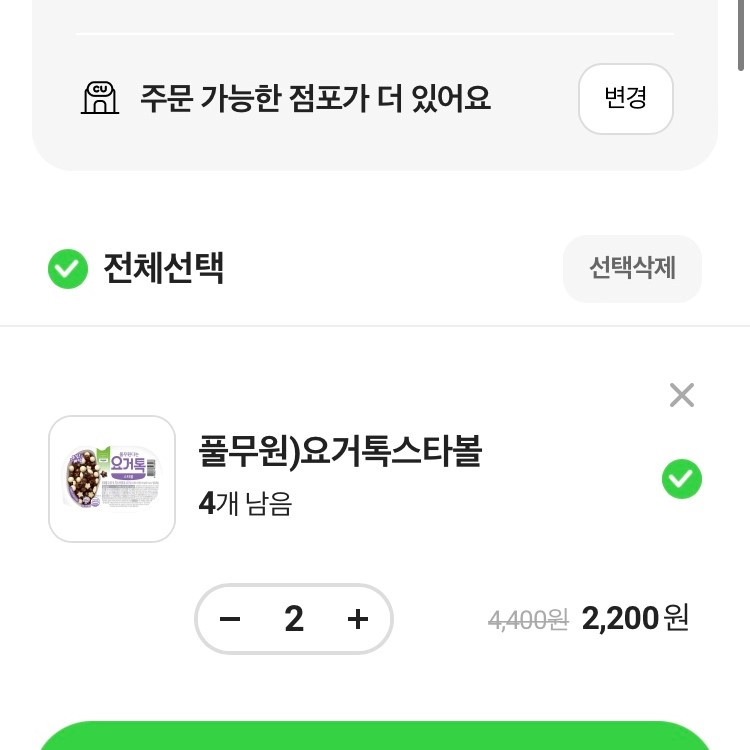 CU
주문 가능한 점포가 더 있어요
변경
전체선택
선택삭제
풀무원)요거톡스타볼
4개 남음
요거톡
2
4,400원 2,200원